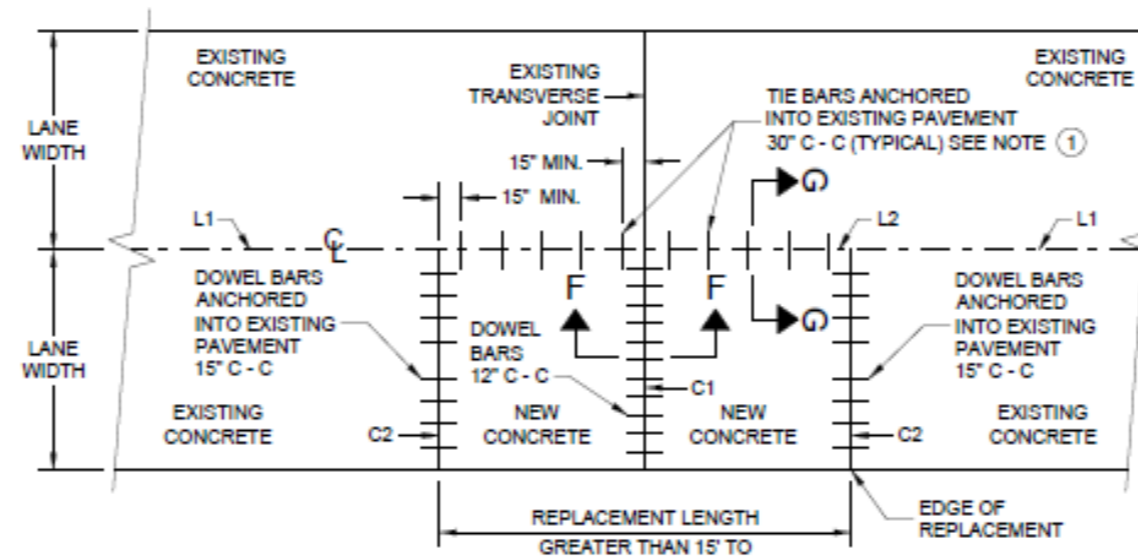 EXISTING
CONCRETE
EXISTING
TRANSVERSE
JOINT
TIE BARS ANCHORED
INTO EXISTING PAVEMENT
30" C - C (TYPICAL) SEE NOTE 1
EXISTING
CONCRETE
LANE
WIDTH
15" MIN.
15" MIN.
G
L1
CL
L2
L1
DOWEL BARS
ANCHORED
INTO EXISTING
PAVEMENT
15" C - C
F
F
G
DOWEL
BARS
12" C - C
DOWEL BARS
ANCHORED
INTO EXISTING
PAVEMENT
15" C - C
LANE
WIDTH
C1
EXISTING
CONCRETE
C2
NEW
CONCRETE
NEW
CONCRETE
C2
EXISTING
CONCRETE
REPLACEMENT LENGTH
GREATER THAN 15' TO
EDGE OF
REPLACEMENT